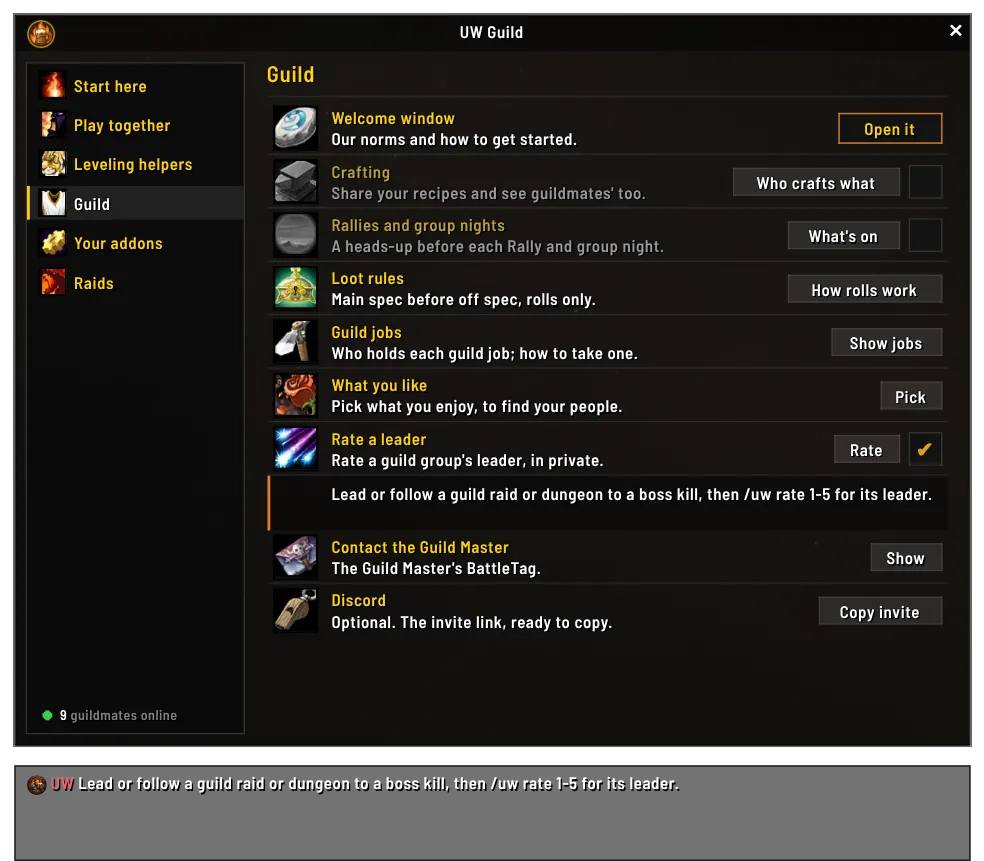 UW Guild
Start here
Play together
Leveling helpers
Guild
Your addons
Raids
9 guildmates online
Guild
Welcome window
Our norms and how to get started.
Open it
Crafting
Share your recipes and see guildmates' too.
Who crafts what
Rallies and group nights
A heads-up before each Rally and group night.
What's on
Loot rules
Main spec before off spec, rolls only.
How rolls work
Guild jobs
Who holds each guild job; how to take one.
Show jobs
What you like
Pick what you enjoy, to find your people.
Pick
Rate a leader
Rate a guild group's leader, in private.
Rate
Lead or follow a guild raid or dungeon to a boss kill, then /uw rate 1-5 for its leader.
Contact the Guild Master
The Guild Master's BattleTag.
Show
Discord
Optional. The invite link, ready to copy.
Copy invite
UW Lead or follow a guild raid or dungeon to a boss kill, then /uw rate 1-5 for its leader.